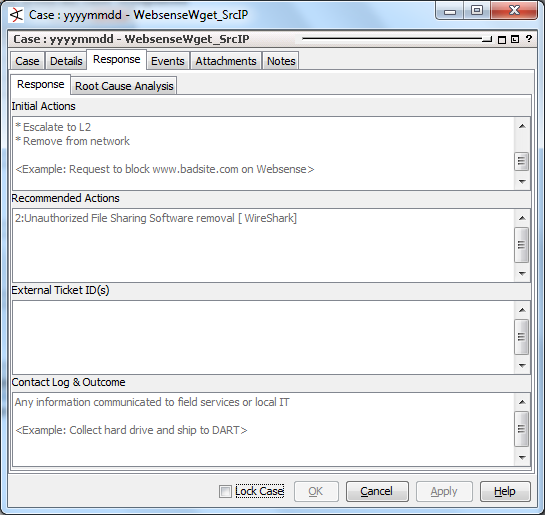 Case : yyyymmdd - WebsenseWget_SrcIP
Case : yyyymmdd - WebsenseWget_SrcIP
Case Details Response Events Attachments Notes
Response Root Cause Analysis
Initial Actions
* Escalate to L2
* Remove from network
<Example: Request to block www.badsite.com on Websense>
Recommended Actions
2:Unauthorized File Sharing Software removal [ WireShark]
External Ticket ID(s)
Contact Log & Outcome
Any information communicated to field services or local IT
<Example: Collect hard drive and ship to DART>
Lock Case OK Cancel Apply Help